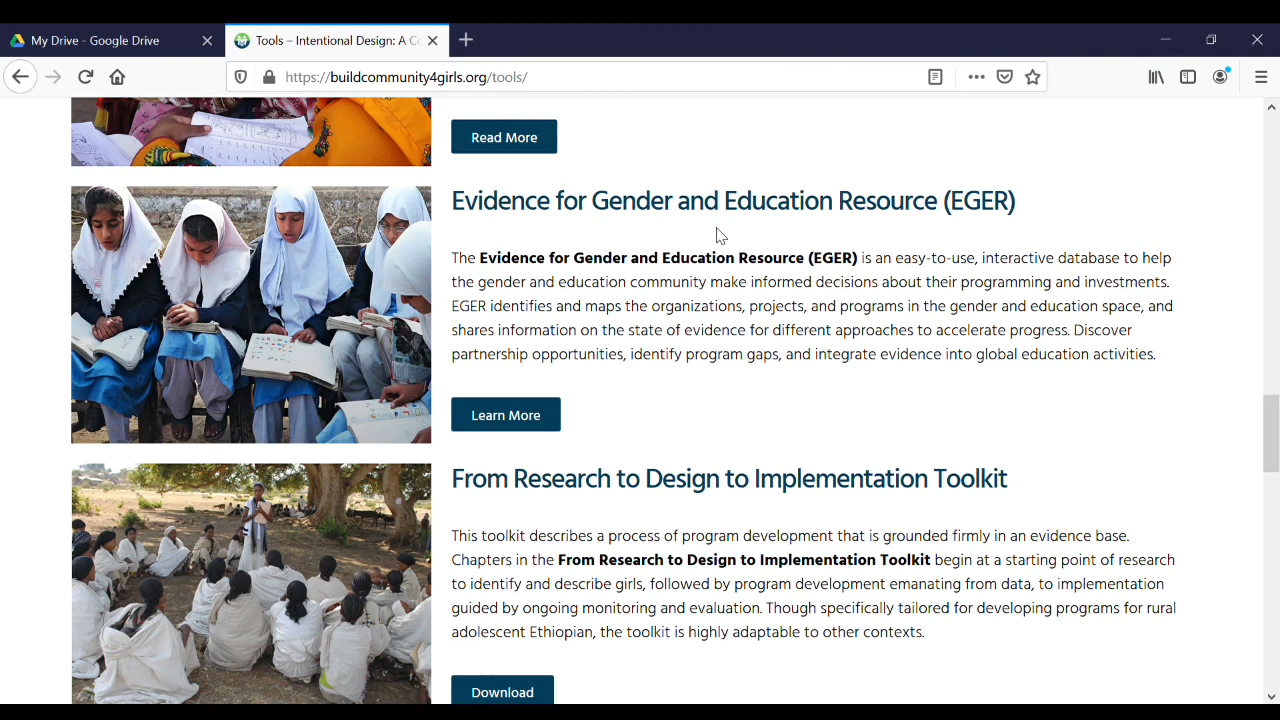 My Drive - Google Drive
Tools – Intentional Design: A Co
https://buildcommunity4girls.org/tools/
Read More
Evidence for Gender and Education Resource (EGER)
The Evidence for Gender and Education Resource (EGER) is an easy-to-use, interactive database to help
the gender and education community make informed decisions about their programming and investments.
EGER identifies and maps the organizations, projects, and programs in the gender and education space, and
shares information on the state of evidence for different approaches to accelerate progress. Discover
partnership opportunities, identify program gaps, and integrate evidence into global education activities.
Learn More
From Research to Design to Implementation Toolkit
This toolkit describes a process of program development that is grounded firmly in an evidence base.
Chapters in the From Research to Design to Implementation Toolkit begin at a starting point of research
to identify and describe girls, followed by program development emanating from data, to implementation
guided by ongoing monitoring and evaluation. Though specifically tailored for developing programs for rural
adolescent Ethiopian, the toolkit is highly adaptable to other contexts.
Download